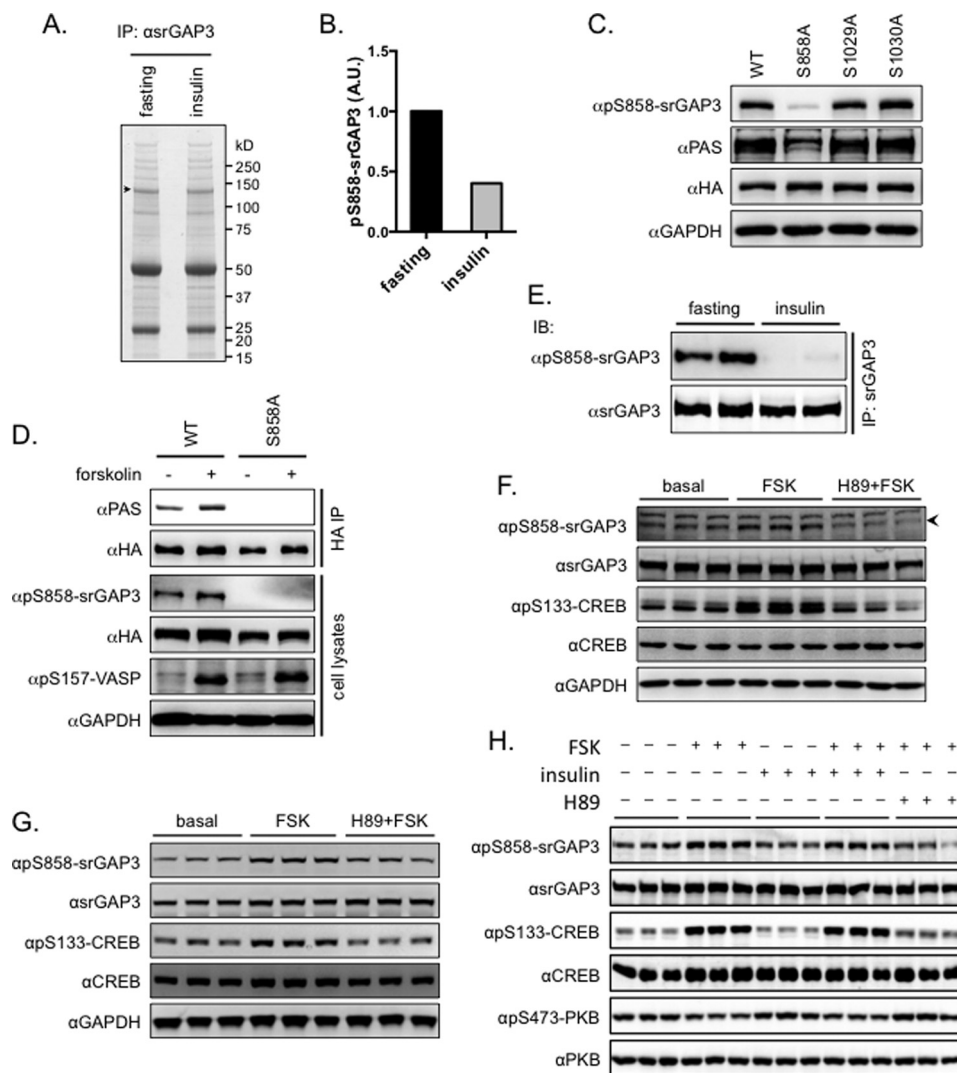 A.
IP: αsrGAP3
fasting
insulin
kD
250
150
100
75
50
37
25
20
15
B.
pS858-srGAP3 (A.U.)
1.5
1.0
0.5
0.0
fasting
insulin
C.
WT
S858A
S1029A
S1030A
αpS858-srGAP3
αPAS
αHA
αGAPDH
E.
fasting insulin
IB:
αpS858-srGAP3
αsrGAP3
IP: srGAP3
D.
WT
S858A
forskolin - + - +
αPAS
αHA
HA IP
αpS858-srGAP3
αHA
αpS157-VASP
αGAPDH
cell lysates
F.
basal FSK H89+FSK
αpS858-srGAP3
αsrGAP3
αpS133-CREB
αCREB
αGAPDH
G.
basal FSK H89+FSK
αpS858-srGAP3
αsrGAP3
αpS133-CREB
αCREB
αGAPDH
H.
FSK − − − + + + − − − + + + + + +
insulin − − − − − − + + + + + + − − −
H89 − − − − − − − − − − − − + + +
αpS858-srGAP3
αsrGAP3
αpS133-CREB
αCREB
αpS473-PKB
αPKB